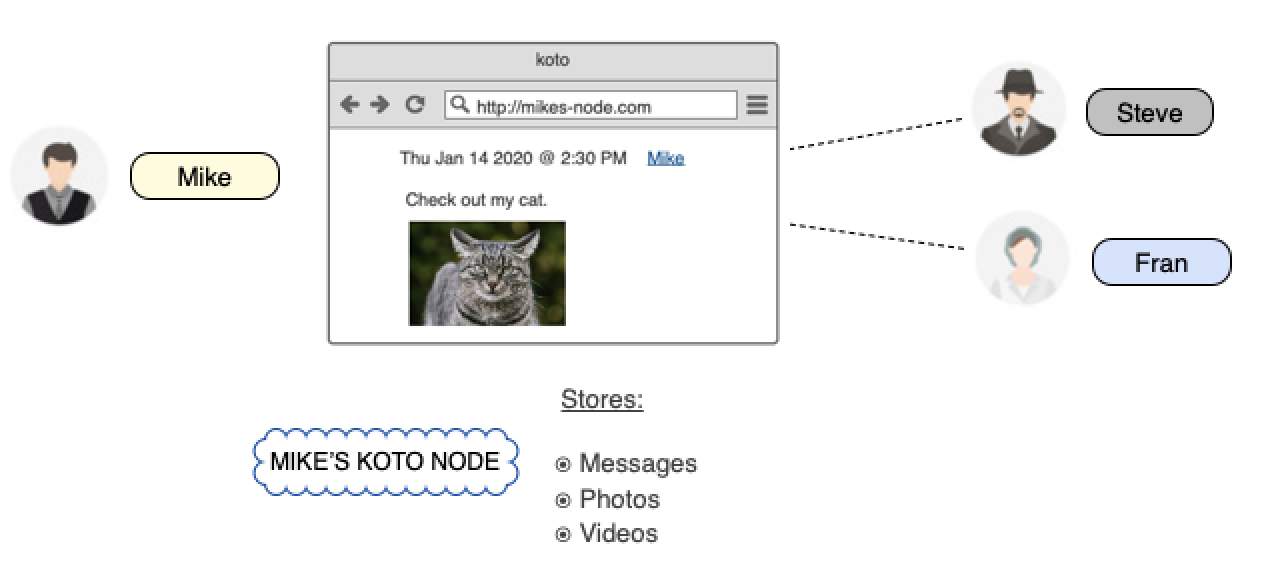 koto
http://mikes-node.com
Thu Jan 14 2020 @ 2:30 PM Mike
Check out my cat.
Mike
Steve
Fran
Stores:
MIKE'S KOTO NODE
Messages
Photos
Videos